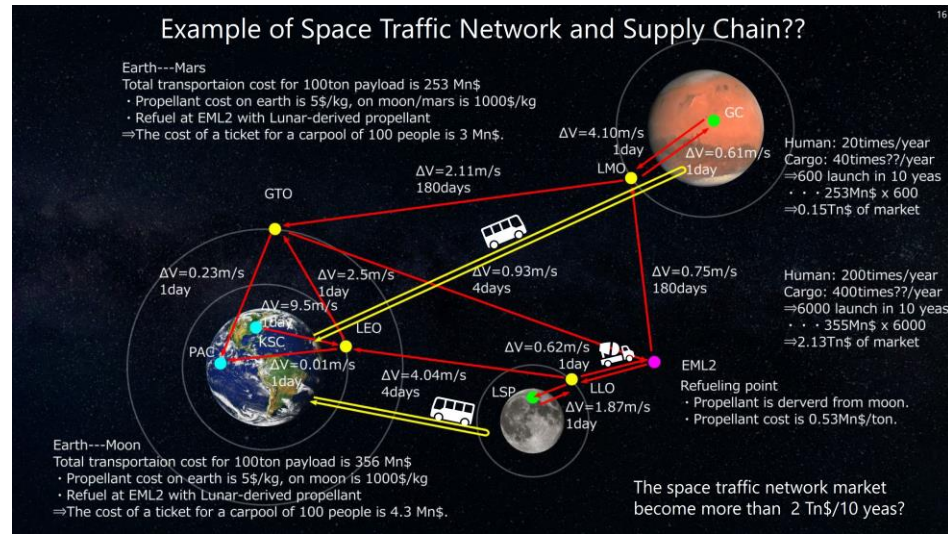 16
Example of Space Traffic Network and Supply Chain??
Earth---Mars
Total transportaion cost for 100ton payload is 253 Mn$
・Propellant cost on earth is 5$/kg, on moon/mars is 1000$/kg
・Refuel at EML2 with Lunar-derived propellant
⇒The cost of a ticket for a carpool of 100 people is 3 Mn$.
GC
ΔV=4.10m/s
1day
ΔV=0.61m/s
1day
LMO
Human: 20times/year
Cargo: 40times??/year
⇒600 launch in 10 yeas
・・・253Mn$ x 600
⇒0.15Tn$ of market
ΔV=2.11m/s
180days
GTO
ΔV=0.23m/s
1day
ΔV=2.5m/s
1day
ΔV=0.93m/s
4days
ΔV=0.75m/s
180days
Human: 200times/year
Cargo: 400times??/year
⇒6000 launch in 10 yeas
・・・355Mn$ x 6000
⇒2.13Tn$ of market
ΔV=9.5m/s
1day
KSC
LEO
PAC
ΔV=0.01m/s
1day
ΔV=4.04m/s
4days
ΔV=0.62m/s
1day
EML2
LSP
LLO
ΔV=1.87m/s
1day
Refueling point
・Propellant is derverd from moon.
・Propellant cost is 0.53Mn$/ton.
Earth---Moon
Total transportaion cost for 100ton payload is 356 Mn$
・Propellant cost on earth is 5$/kg, on moon is 1000$/kg
・Refuel at EML2 with Lunar-derived propellant
⇒The cost of a ticket for a carpool of 100 people is 4.3 Mn$.
The space traffic network market
become more than 2 Tn$/10 yeas?